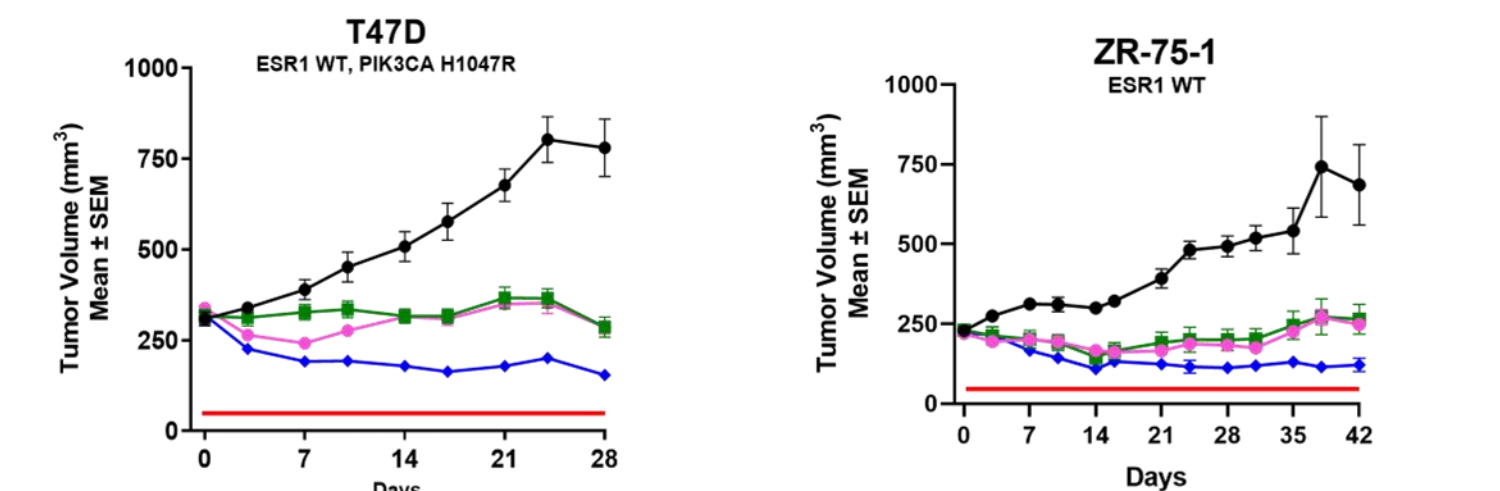 T47D
ESR1 WT, PIK3CA H1047R
Tumor Volume (mm³)
Mean ± SEM
1000
750
500
250
0
0 7 14 21 28
Days
ZR-75-1
ESR1 WT
Tumor Volume (mm³)
Mean ± SEM
1000
750
500
250
0
0 7 14 21 28 35 42
Days